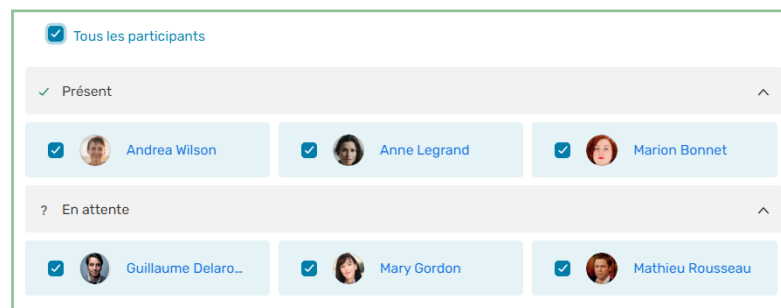 Tous les participants
Présent
Andrea Wilson Anne Legrand Marion Bonnet
? En attente
Guillaume Delaro... Mary Gordon Mathieu Rousseau